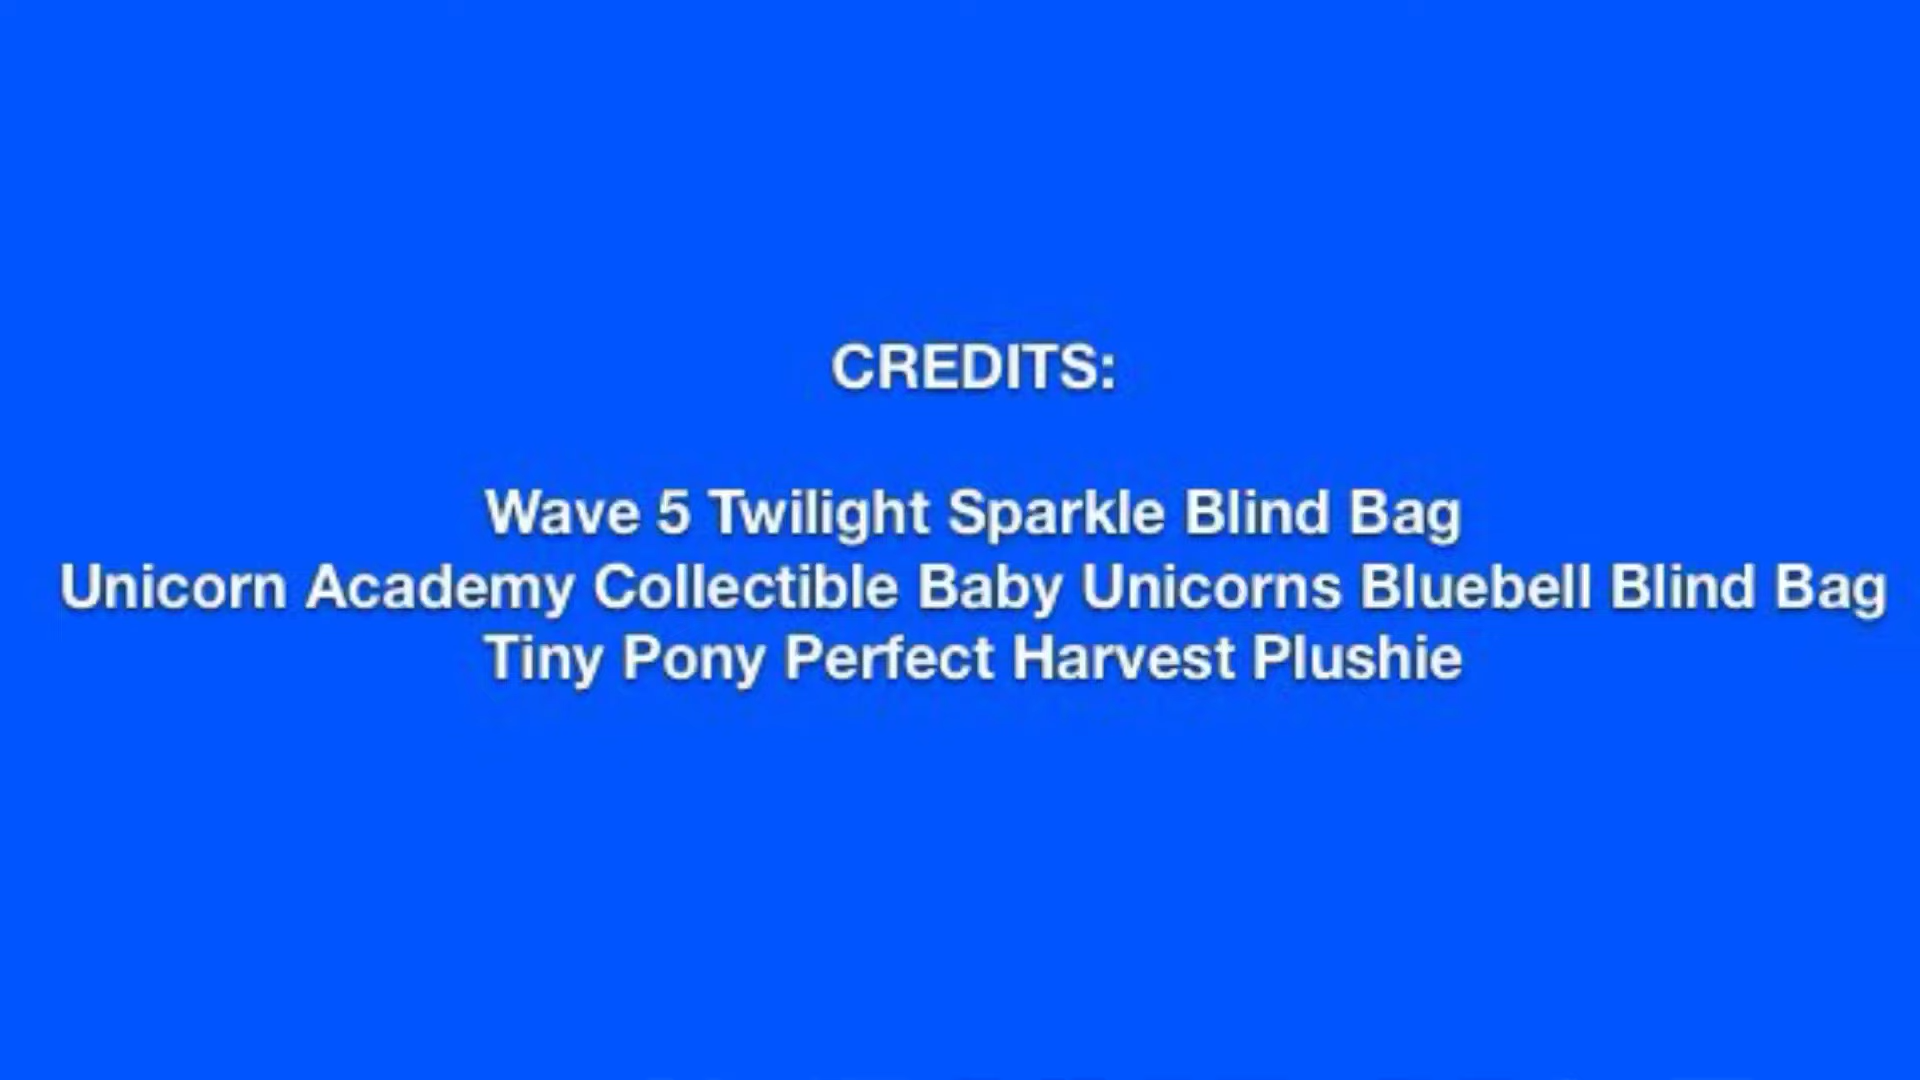 CREDITS:
Wave 5 Twilight Sparkle Blind Bag
Unicorn Academy Collectible Baby Unicorns Bluebell Blind Bag
Tiny Pony Perfect Harvest Plushie